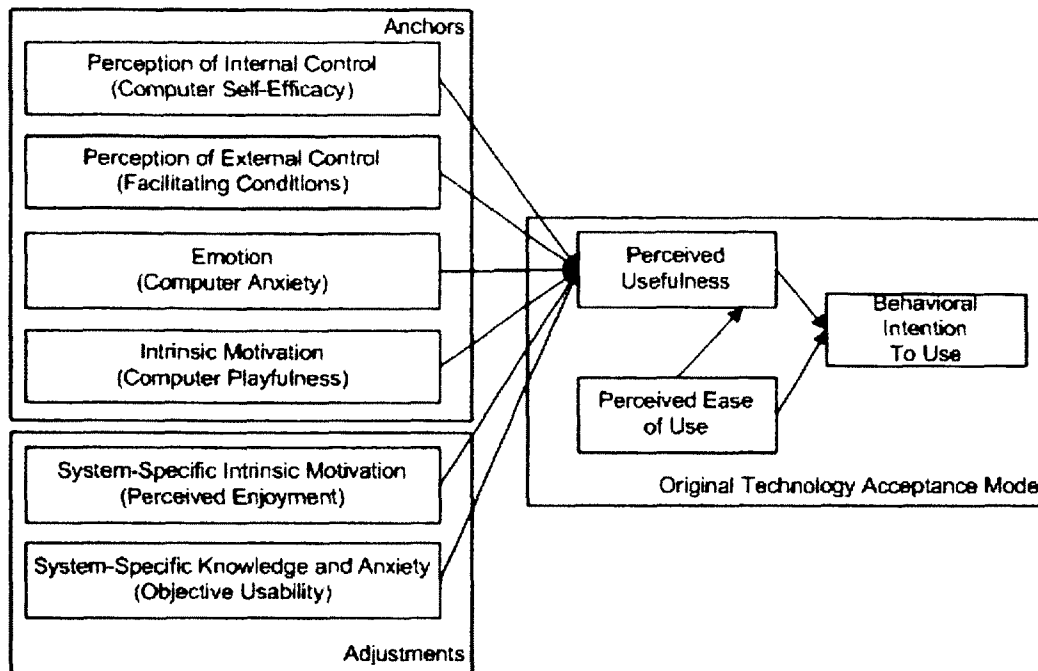 Anchors
Perception of Internal Control
(Computer Self-Efficacy)
Perception of External Control
(Facilitating Conditions)
Emotion
(Computer Anxiety)
Intrinsic Motivation
(Computer Playfulness)
System-Specific Intrinsic Motivation
(Perceived Enjoyment)
System-Specific Knowledge and Anxiety
(Objective Usability)
Adjustments
Perceived
Usefulness
Behavioral
Intention
To Use
Perceived Ease
of Use
Original Technology Acceptance Mode